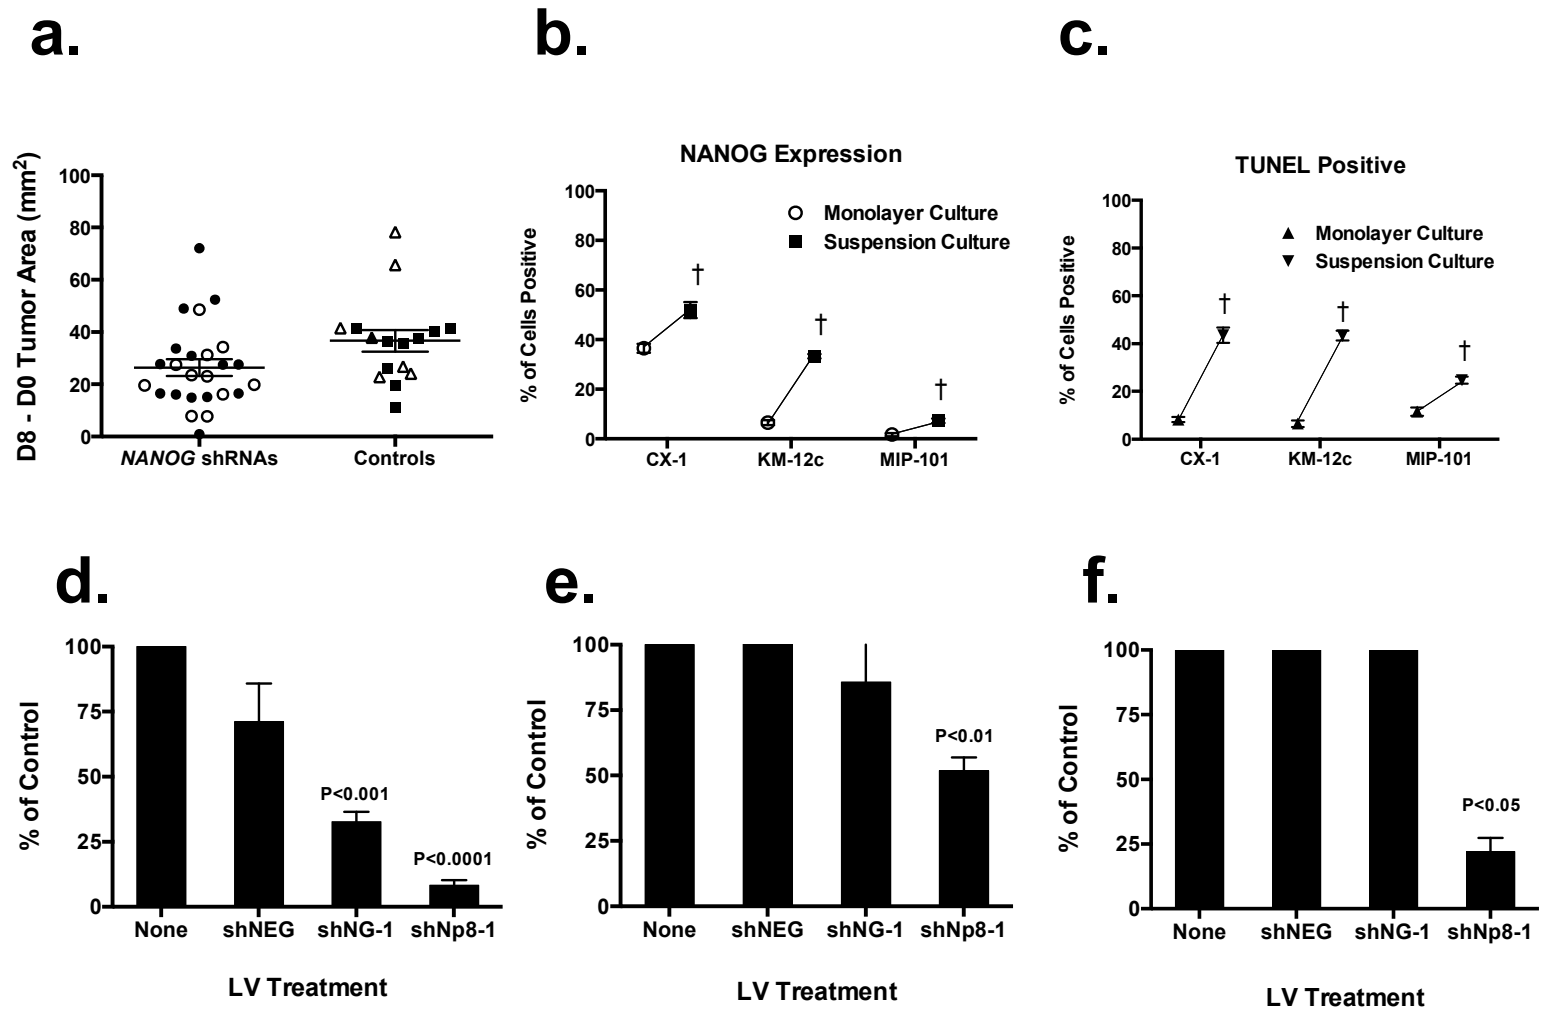 a.
D8 - D0 Tumor Area (mm²)
100
80
60
40
20
0
NANOG shRNAs
Controls
b.
NANOG Expression
% of Cells Positive
100
80
60
40
20
0
Monolayer Culture
Suspension Culture
†
†
†
CX-1
KM-12c
MIP-101
c.
TUNEL Positive
% of Cells Positive
100
80
60
40
20
0
Monolayer Culture
Suspension Culture
†
†
†
CX-1
KM-12c
MIP-101
d.
% of Control
100
75
50
25
0
P<0.001
P<0.0001
None
shNEG
shNG-1
shNp8-1
LV Treatment
e.
% of Control
100
75
50
25
0
P<0.01
None
shNEG
shNG-1
shNp8-1
LV Treatment
f.
% of Control
100
75
50
25
0
P<0.05
None
shNEG
shNG-1
shNp8-1
LV Treatment